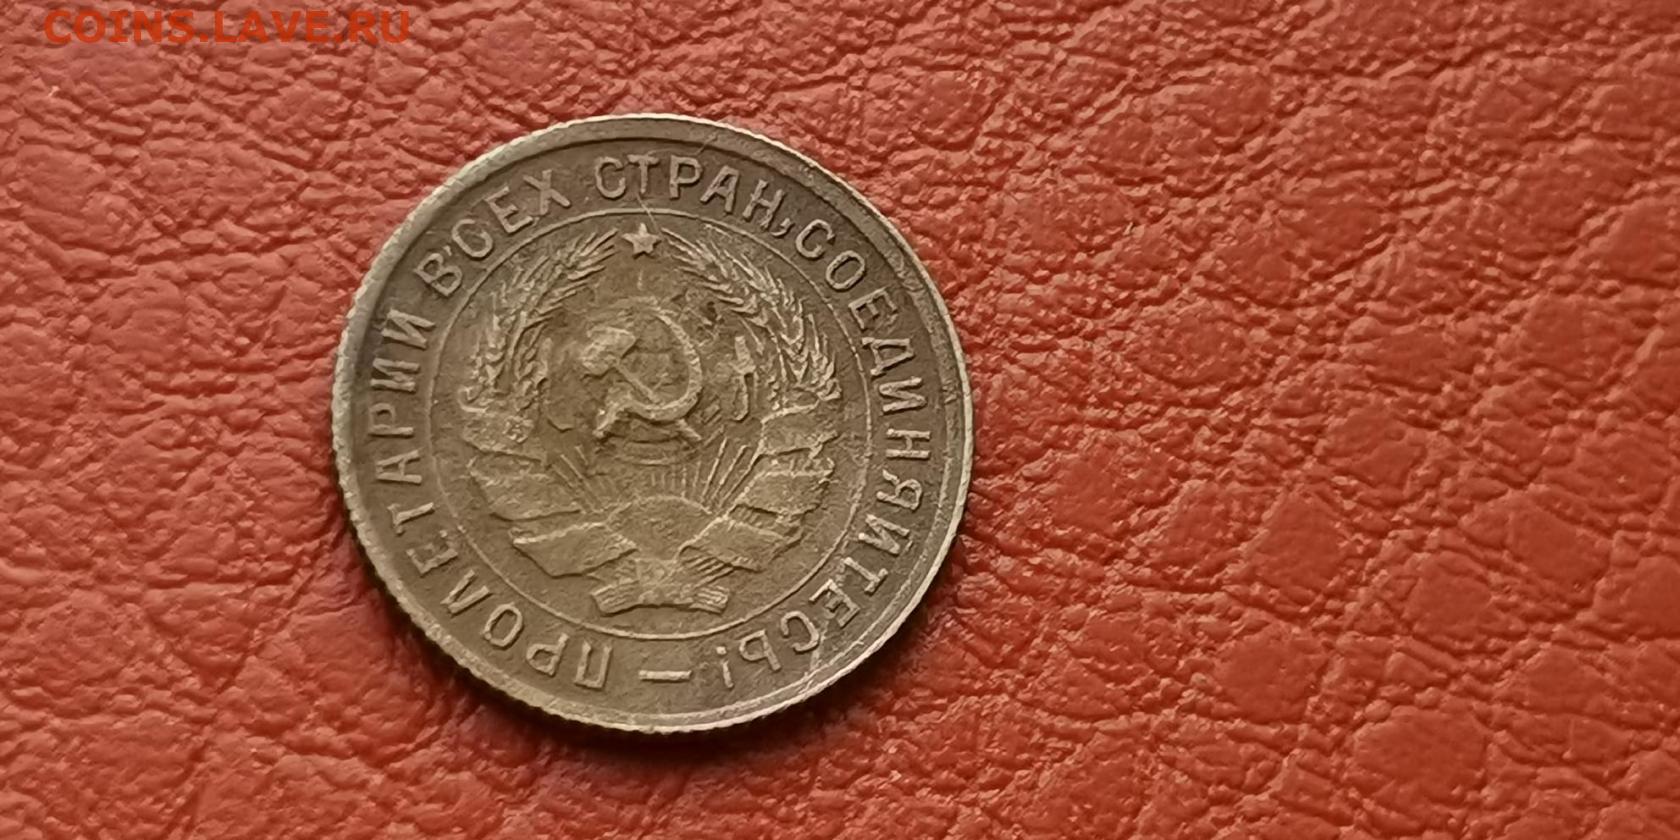 COINS.LAVE.RU
ПРОЛЕТАРИИ ВСЕХ СТРАН, СОЕДИНЯЙТЕСЬ! —